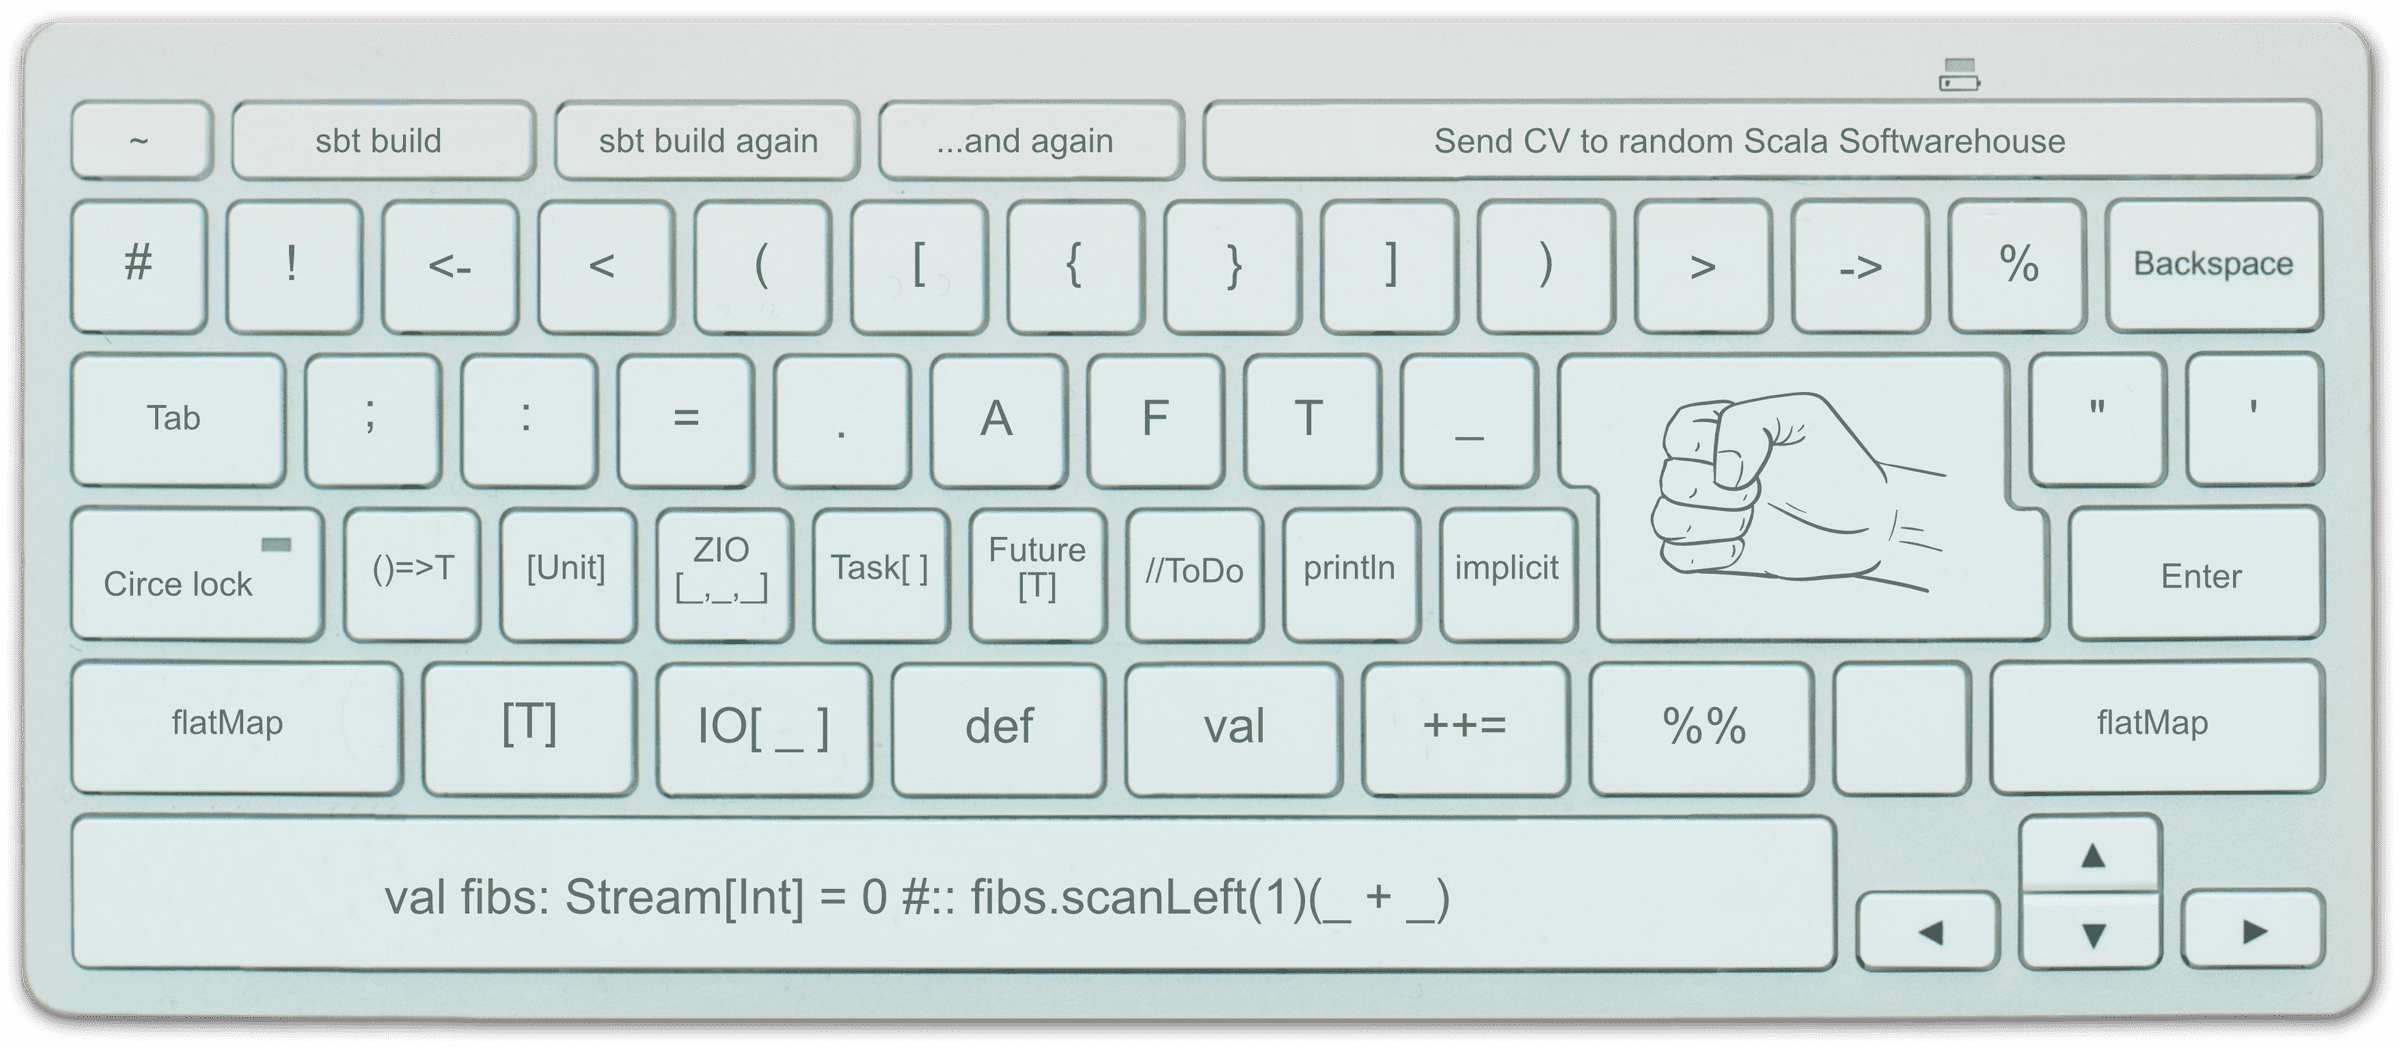 ~ sbt build sbt build again ...and again Send CV to random Scala Softwarehouse
# ! <- < ( [ { } ] ) > -> % Backspace
Tab ; : = . A F T _ " '
Circe lock ()=>T [Unit] ZIO [_,_,_] Task[ ] Future [T] //ToDo println implicit Enter
flatMap [T] IO[ _ ] def val ++= %% flatMap
val fibs: Stream[Int] = 0 #:: fibs.scanLeft(1)(_ + _) ◀ ▲ ▼ ▶